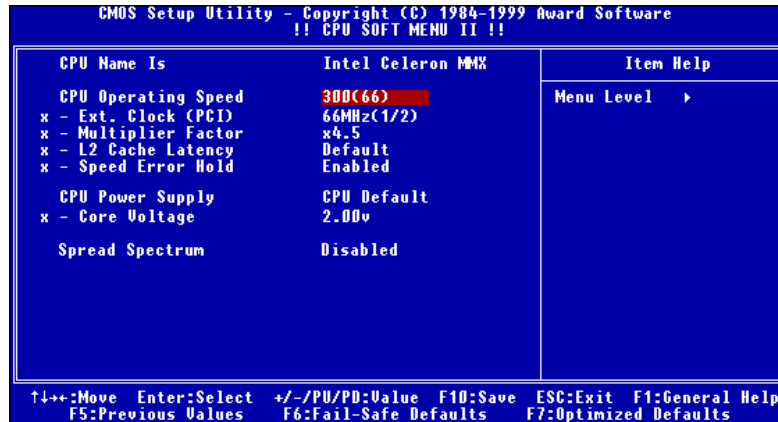 CMOS Setup Utility - Copyright (C) 1984-1999 Award Software
!! CPU SOFT MENU II !!
CPU Name Is Intel Celeron MMX
CPU Operating Speed 300(66)
x - Ext. Clock (PCI) 66MHz(1/2)
x - Multiplier Factor x4.5
x - L2 Cache Latency Default
x - Speed Error Hold Enabled
CPU Power Supply CPU Default
x - Core Voltage 2.00v
Spread Spectrum Disabled
Item Help
Menu Level ▸
↑↓→←:Move Enter:Select +/-/PU/PD:Value F10:Save ESC:Exit F1:General Help
F5:Previous Values F6:Fail-Safe Defaults F7:Optimized Defaults